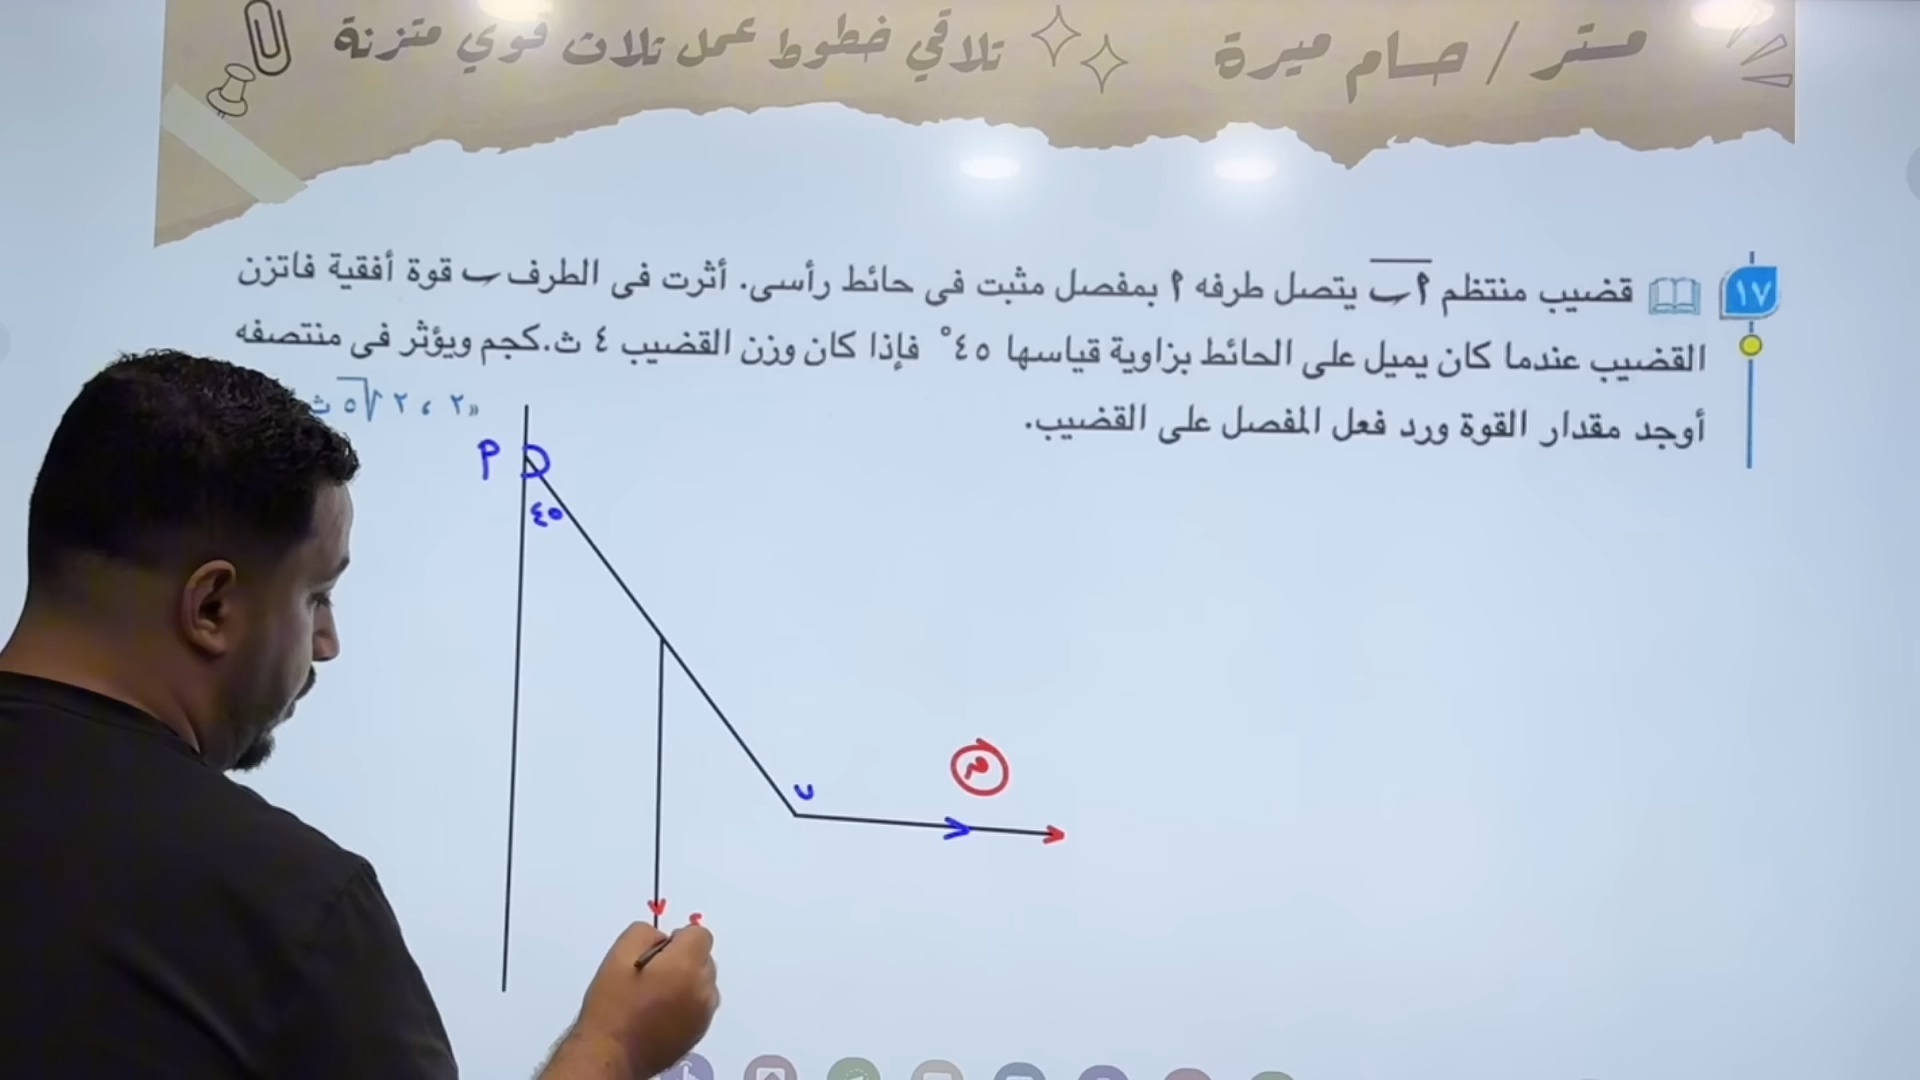 مستر / حسام ميرة
تلاقي خطوط عمل تلات قوي متزنة
١٧ قضيب منتظم اب يتصل طرفه ا بمفصل مثبت فى حائط رأسى. أثرت فى الطرف ب قوة أفقية فاتزن
القضيب عندما كان يميل على الحائط بزاوية قياسها ٤٥° فإذا كان وزن القضيب ٤ ث.كجم ويؤثر فى منتصفه
أوجد مقدار القوة ورد فعل المفصل على القضيب.
«٢ ، ٢√٥ ث
ا
٤٥
ب
م